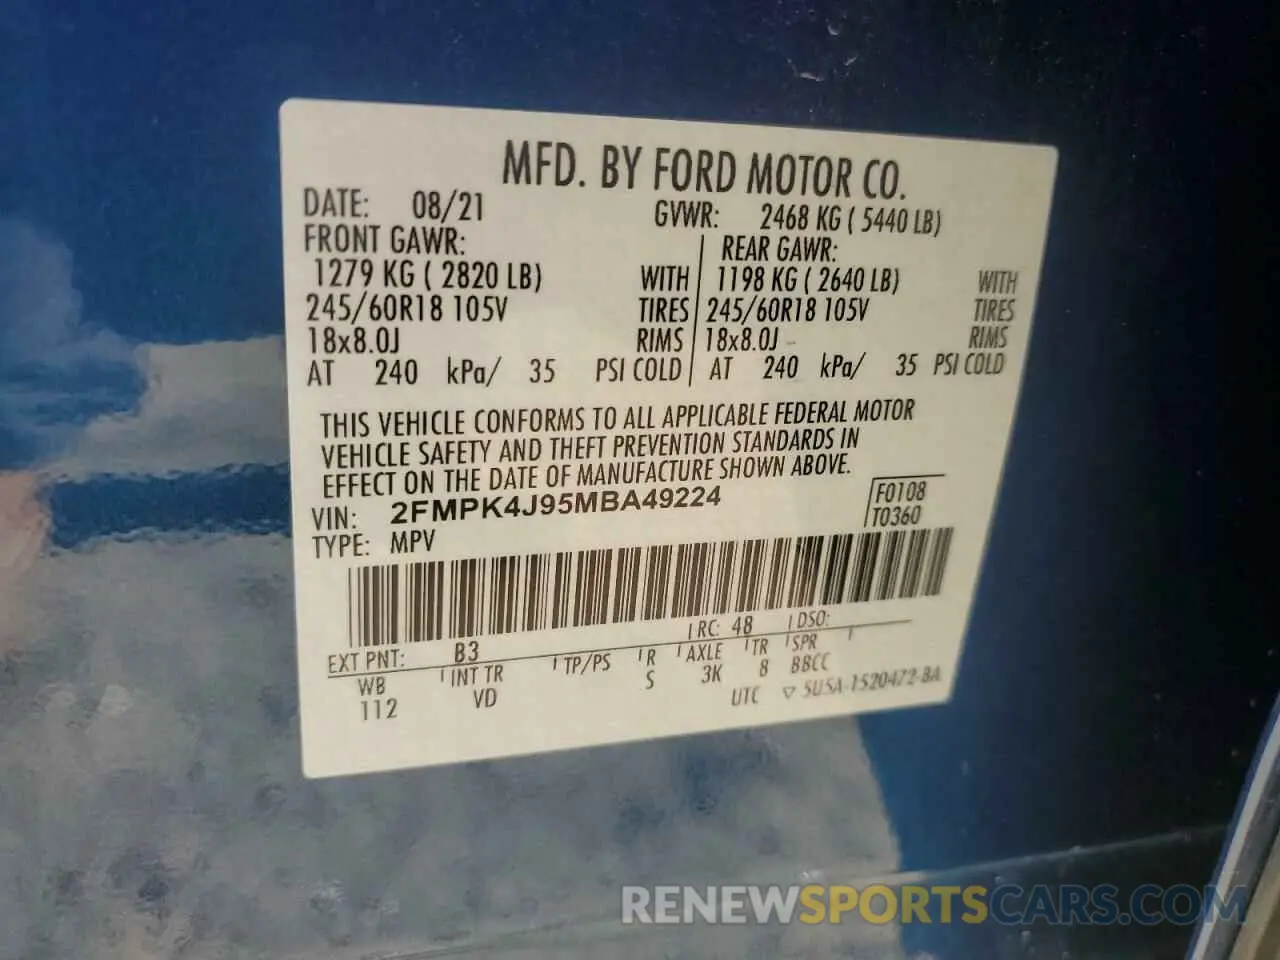 MFD. BY FORD MOTOR CO.
DATE: 08/21 GVWR: 2468 KG ( 5440 LB)
FRONT GAWR: REAR GAWR:
1279 KG ( 2820 LB) WITH 1198 KG ( 2640 LB) WITH
245/60R18 105V TIRES 245/60R18 105V TIRES
18x8.0J RIMS 18x8.0J RIMS
AT 240 kPa/ 35 PSI COLD AT 240 kPa/ 35 PSI COLD
THIS VEHICLE CONFORMS TO ALL APPLICABLE FEDERAL MOTOR
VEHICLE SAFETY AND THEFT PREVENTION STANDARDS IN
EFFECT ON THE DATE OF MANUFACTURE SHOWN ABOVE.
VIN: 2FMPK4J95MBA49224 F0108
TYPE: MPV T0360
EXT PNT: B3 RC: 48 DSO:
WB INT TR TP/PS R AXLE TR SPR
112 VD S 3K 8 BBCC
UTC ▽ 5U5A-1520472-BA
RENEWSPORTSCARS.COM